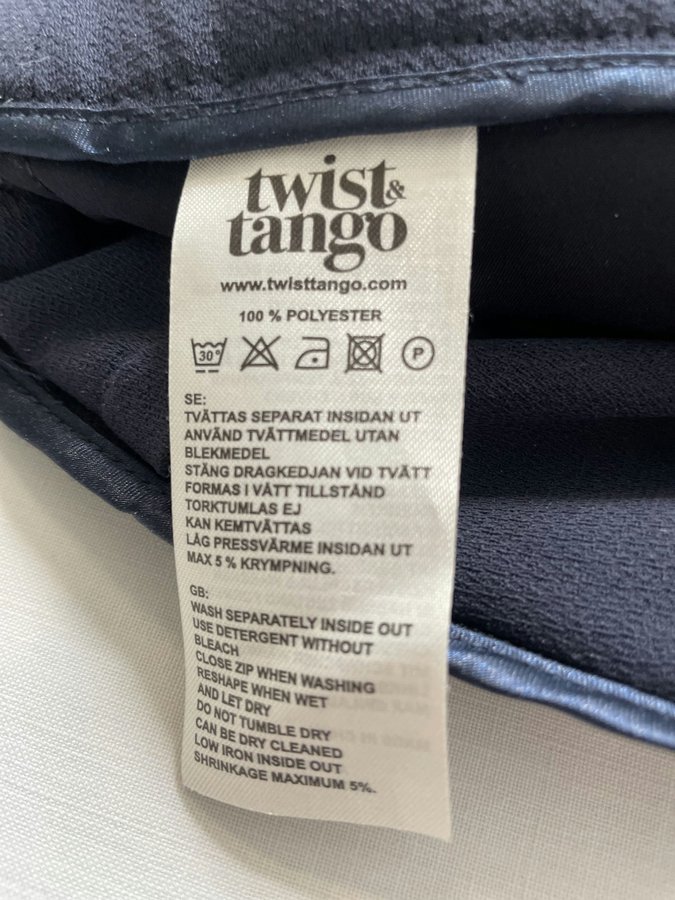 twist &
tango
www.twisttango.com
100 % POLYESTER
30° P
SE:
TVÄTTAS SEPARAT INSIDAN UT
ANVÄND TVÄTTMEDEL UTAN
BLEKMEDEL
STÄNG DRAGKEDJAN VID TVÄTT
FORMAS I VÅTT TILLSTÅND
TORKTUMLAS EJ
KAN KEMTVÄTTAS
LÅG PRESSVÄRME INSIDAN UT
MAX 5 % KRYMPNING.
GB:
WASH SEPARATELY INSIDE OUT
USE DETERGENT WITHOUT
BLEACH
CLOSE ZIP WHEN WASHING
RESHAPE WHEN WET
AND LET DRY
DO NOT TUMBLE DRY
CAN BE DRY CLEANED
LOW IRON INSIDE OUT
SHRINKAGE MAXIMUM 5%.